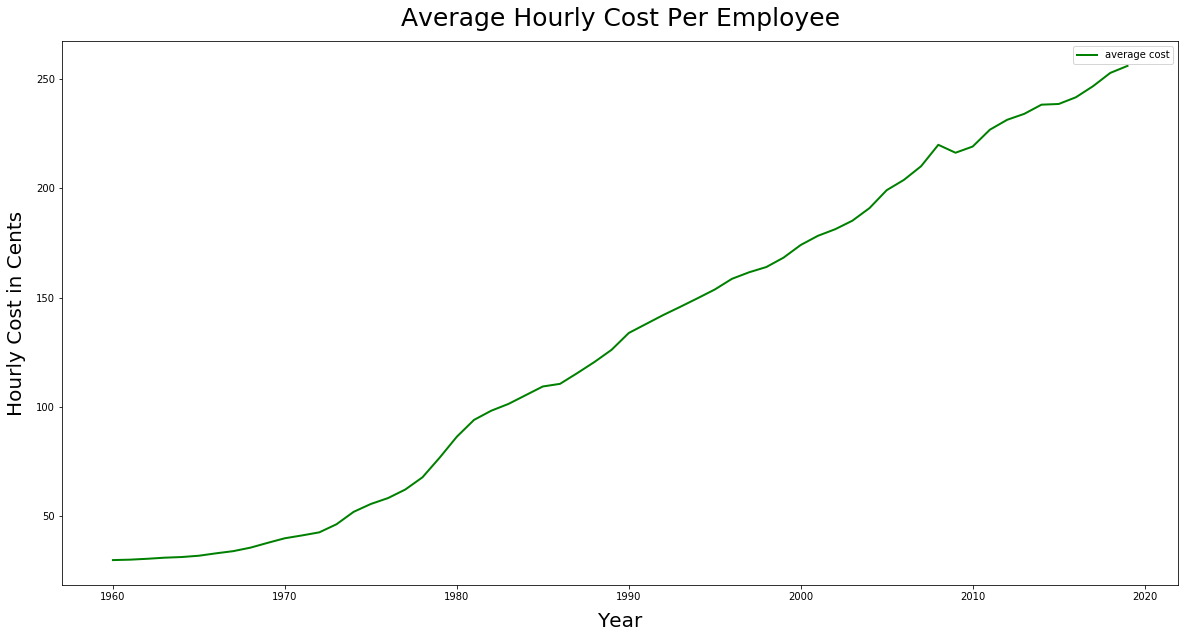 Average Hourly Cost Per Employee
average cost
250
200
150
100
50
Hourly Cost in Cents
1960 1970 1980 1990 2000 2010 2020
Year